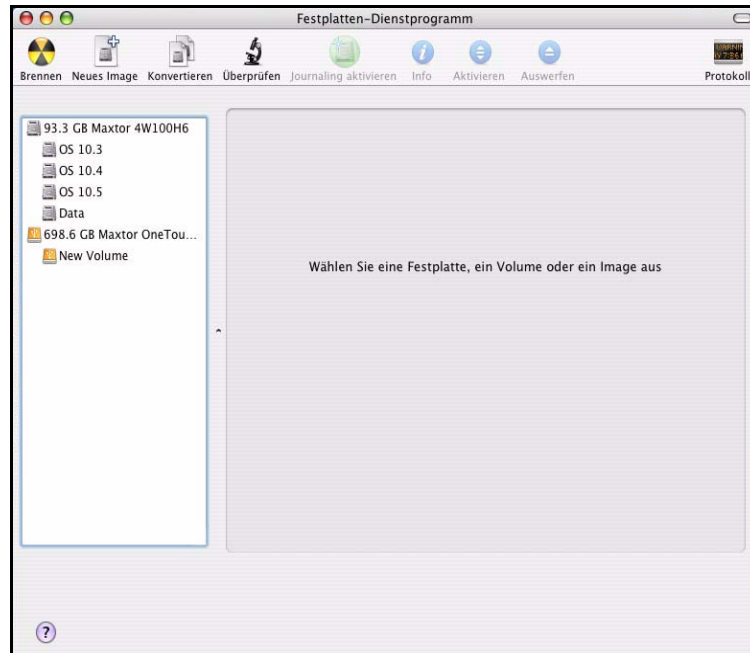 Festplatten-Dienstprogramm
Brennen Neues Image Konvertieren Überprüfen Journaling aktivieren Info Aktivieren Auswerfen Protokoll
93.3 GB Maxtor 4W100H6
OS 10.3
OS 10.4
OS 10.5
Data
698.6 GB Maxtor OneTou...
New Volume
Wählen Sie eine Festplatte, ein Volume oder ein Image aus
?